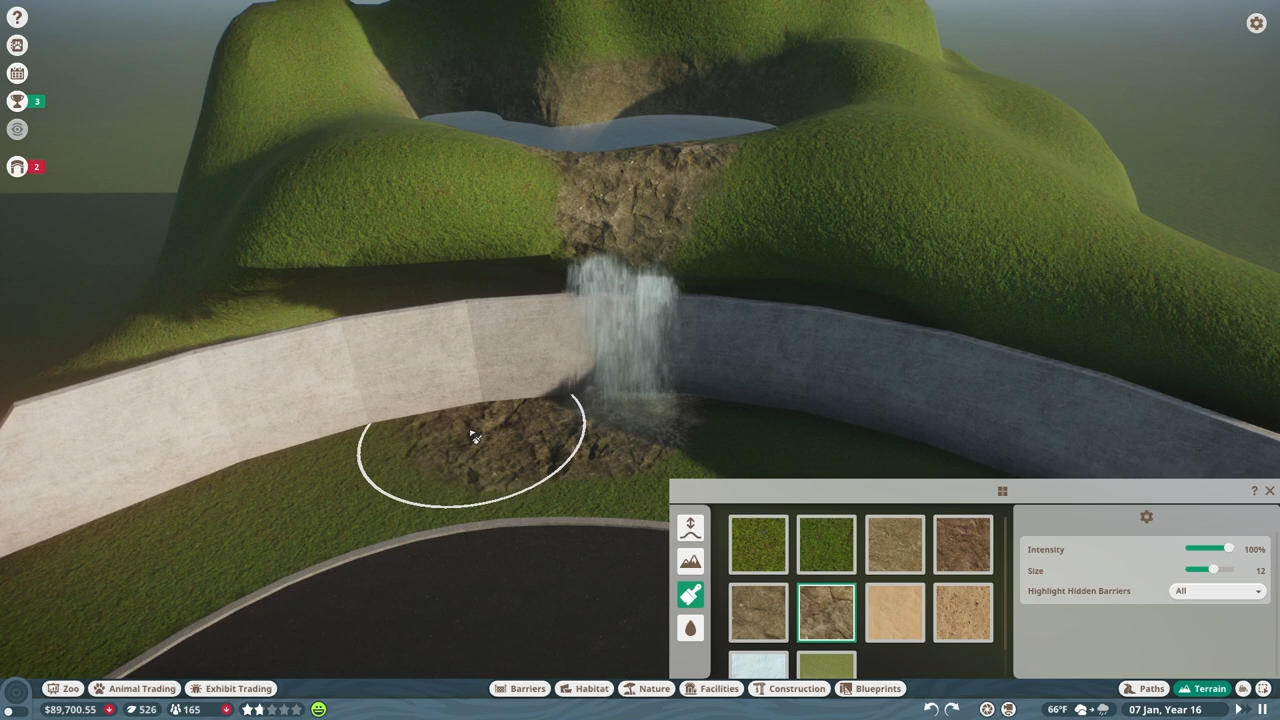 ?
3
2
?
Intensity 100%
Size 12
Highlight Hidden Barriers All
Zoo Animal Trading Exhibit Trading Barriers Habitat Nature Facilities Construction Blueprints Paths Terrain
$89,700.55 526 165 66°F 07 Jan, Year 16